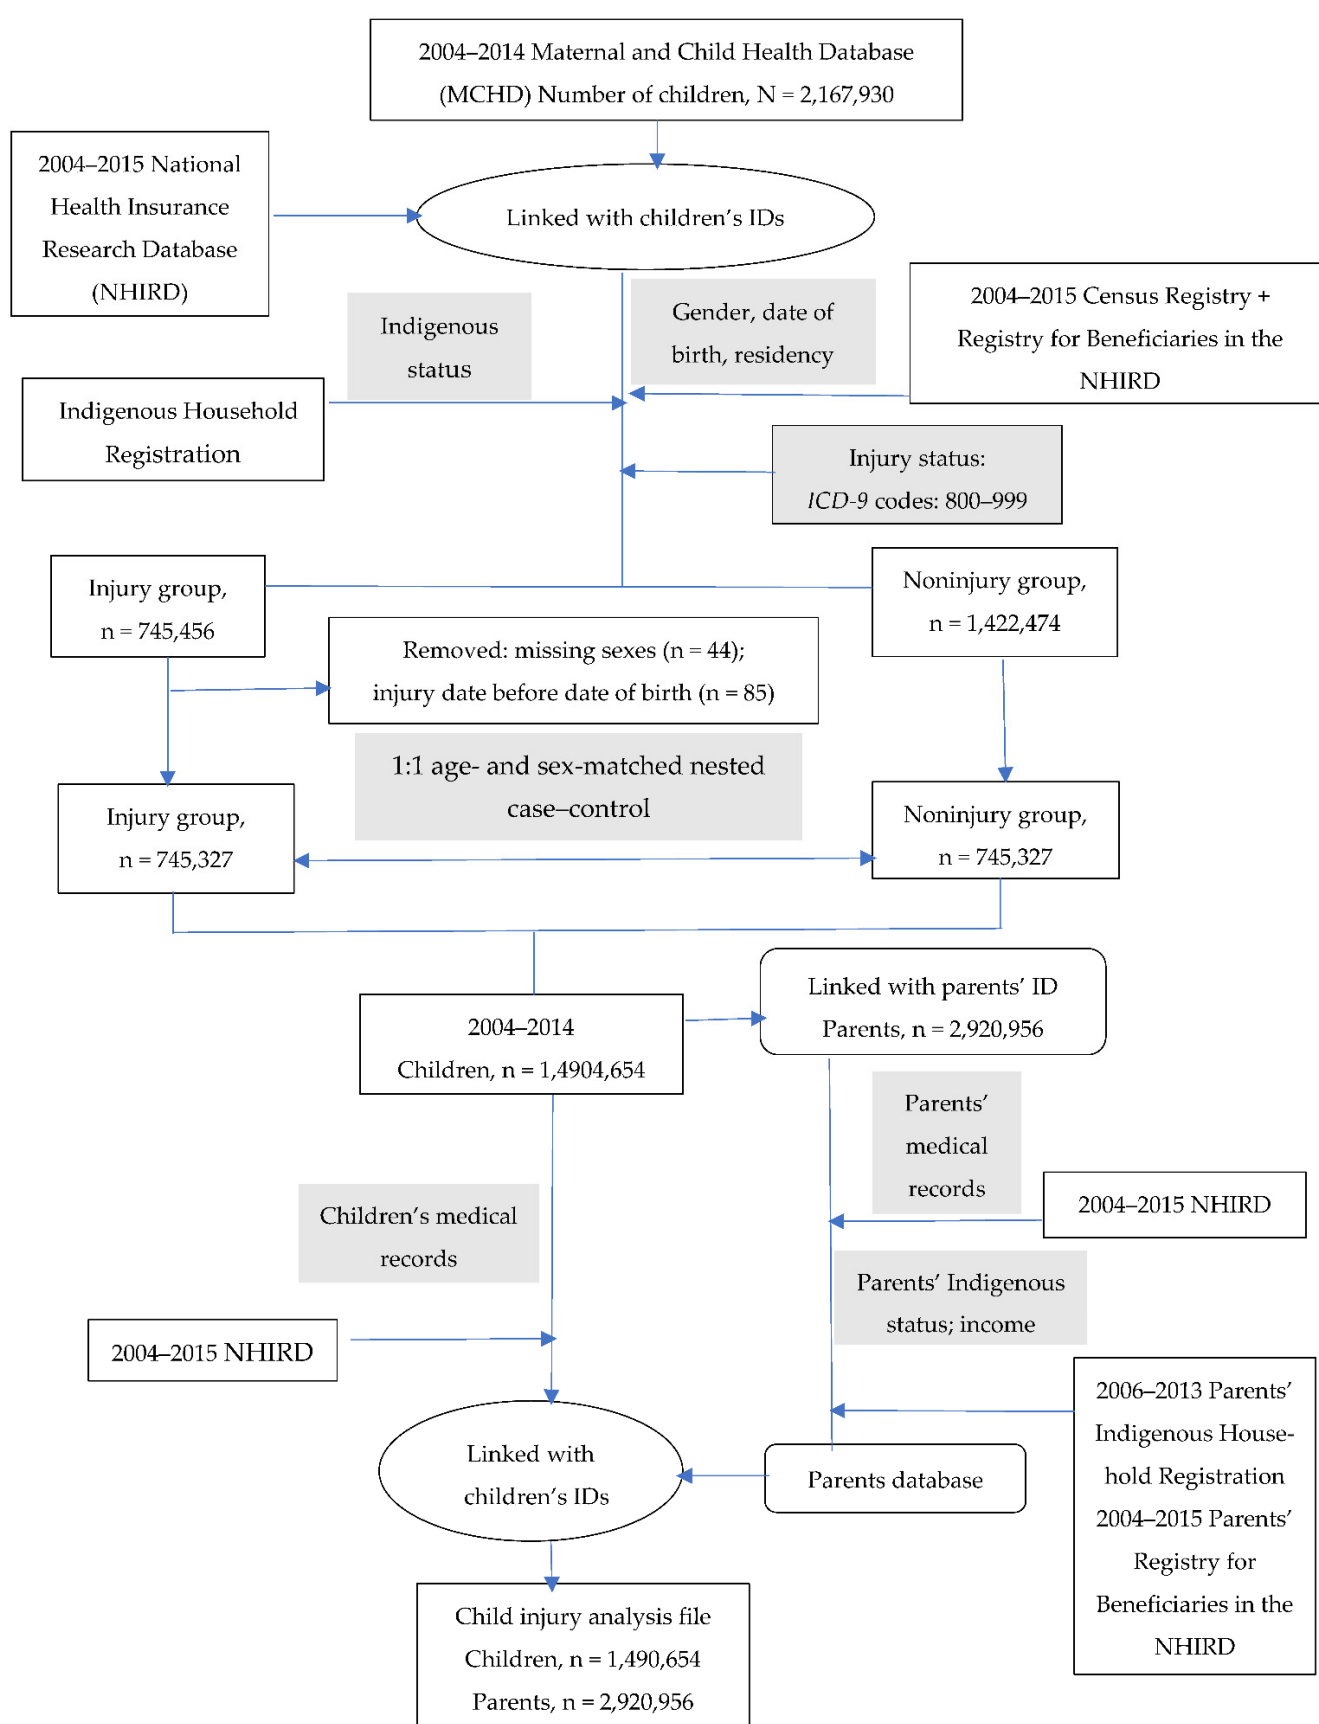 2004–2014 Maternal and Child Health Database
(MCHD) Number of children, N = 2,167,930
2004–2015 National
Health Insurance
Research Database
(NHIRD)
Linked with children’s IDs
Indigenous
status
Gender, date of
birth, residency
2004–2015 Census Registry +
Registry for Beneficiaries in the
NHIRD
Indigenous Household
Registration
Injury status:
ICD-9 codes: 800–999
Injury group,
n = 745,456
Noninjury group,
n = 1,422,474
Removed: missing sexes (n = 44);
injury date before date of birth (n = 85)
1:1 age- and sex-matched nested
case–control
Injury group,
n = 745,327
Noninjury group,
n = 745,327
2004–2014
Children, n = 1,4904,654
Linked with parents’ ID
Parents, n = 2,920,956
Parents’
medical
records
Children’s medical
records
2004–2015 NHIRD
Parents’ Indigenous
status; income
2004–2015 NHIRD
2006–2013 Parents’
Indigenous House-
hold Registration
2004–2015 Parents’
Registry for
Beneficiaries in the
NHIRD
Linked with
children’s IDs
Parents database
Child injury analysis file
Children, n = 1,490,654
Parents, n = 2,920,956